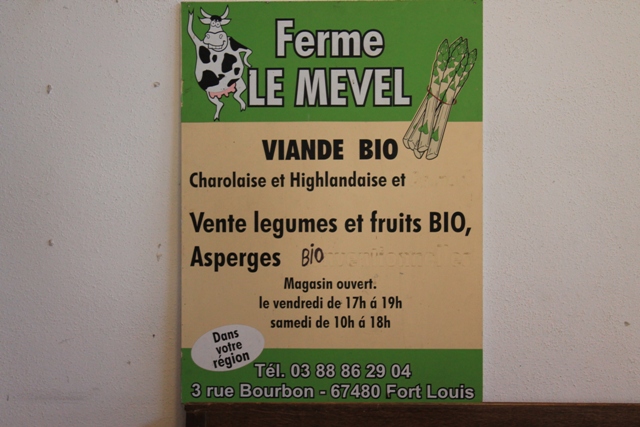 Ferme
LE MEVEL
VIANDE BIO
Charolaise et Highlandaise et
Vente legumes et fruits BIO,
Asperges BiO
Magasin ouvert.
le vendredi de 17h á 19h
samedi de 10h á 18h
Dans
votre
région
Tél. 03 88 86 29 04
3 rue Bourbon - 67480 Fort Louis